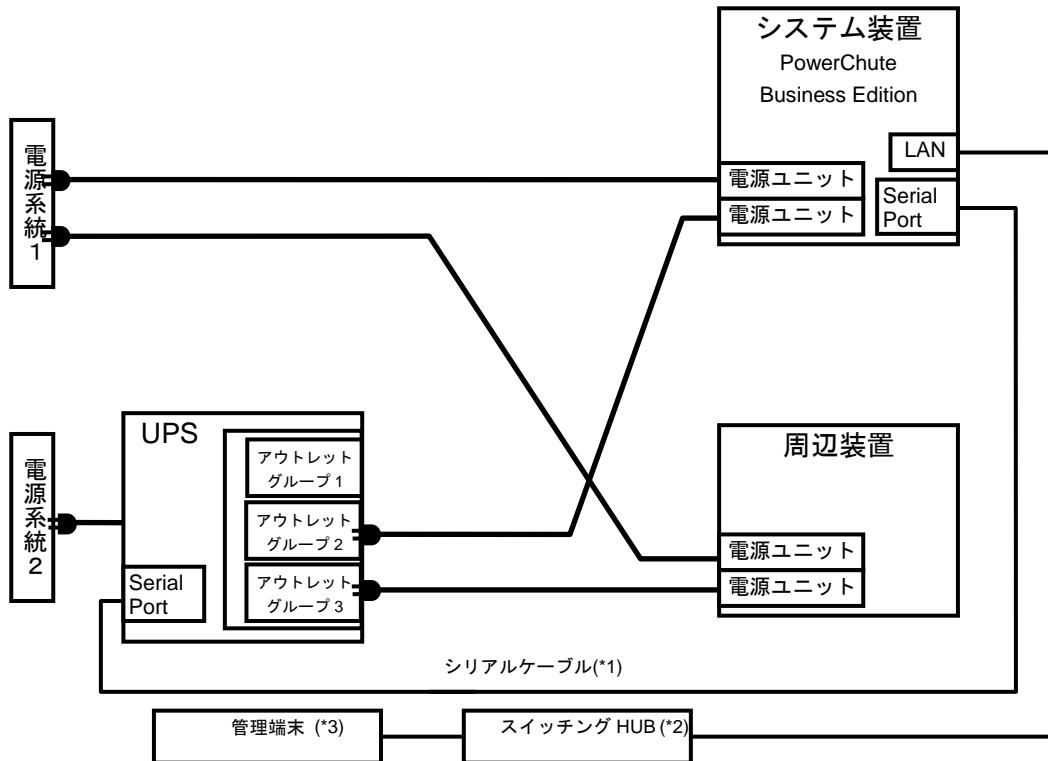 システム装置
PowerChute
Business Edition
LAN
電源ユニット
電源ユニット
Serial
Port
電源系統1
UPS
アウトレット
グループ1
アウトレット
グループ2
アウトレット
グループ3
Serial
Port
電源系統2
周辺装置
電源ユニット
電源ユニット
シリアルケーブル(*1)
管理端末 (*3)
スイッチング HUB (*2)